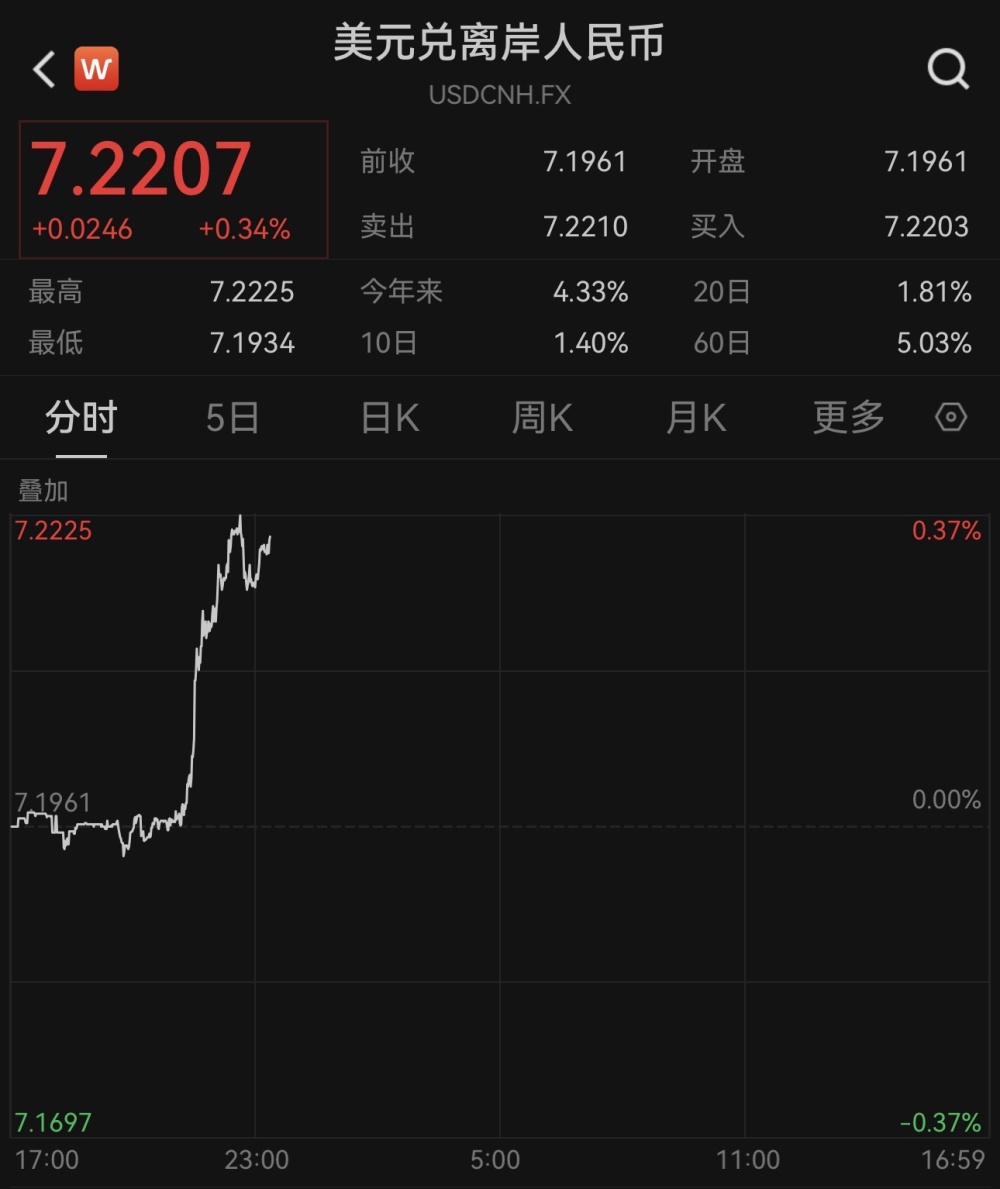 美元兑离岸人民币
W
USDCNH.FX
7.2207
+0.0246 +0.34%
前收 7.1961 开盘 7.1961
卖出 7.2210 买入 7.2203
最高 7.2225 今年来 4.33% 20日 1.81%
最低 7.1934 10日 1.40% 60日 5.03%
分时 5日 日K 周K 月K 更多
叠加
7.2225 0.37%
7.1961 0.00%
7.1697 -0.37%
17:00 23:00 5:00 11:00 16:59